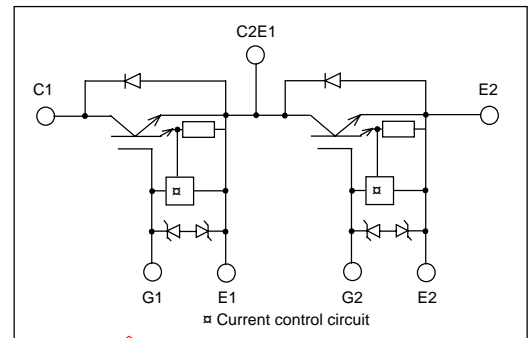 C2E1
C1
E2
¤
¤
G1
E1
G2
E2
¤ Current control circuit